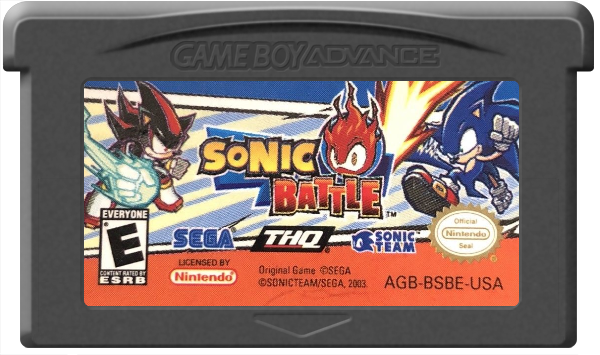 GAME BOY ADVANCE
SONIC
BATTLE™
EVERYONE
E
CONTENT RATED BY
ESRB
SEGA
THQ
SONIC
TEAM
LICENSED BY
Nintendo
Original Game ©SEGA
©SONICTEAM/SEGA, 2003.
Official
Nintendo
Seal
AGB-BSBE-USA